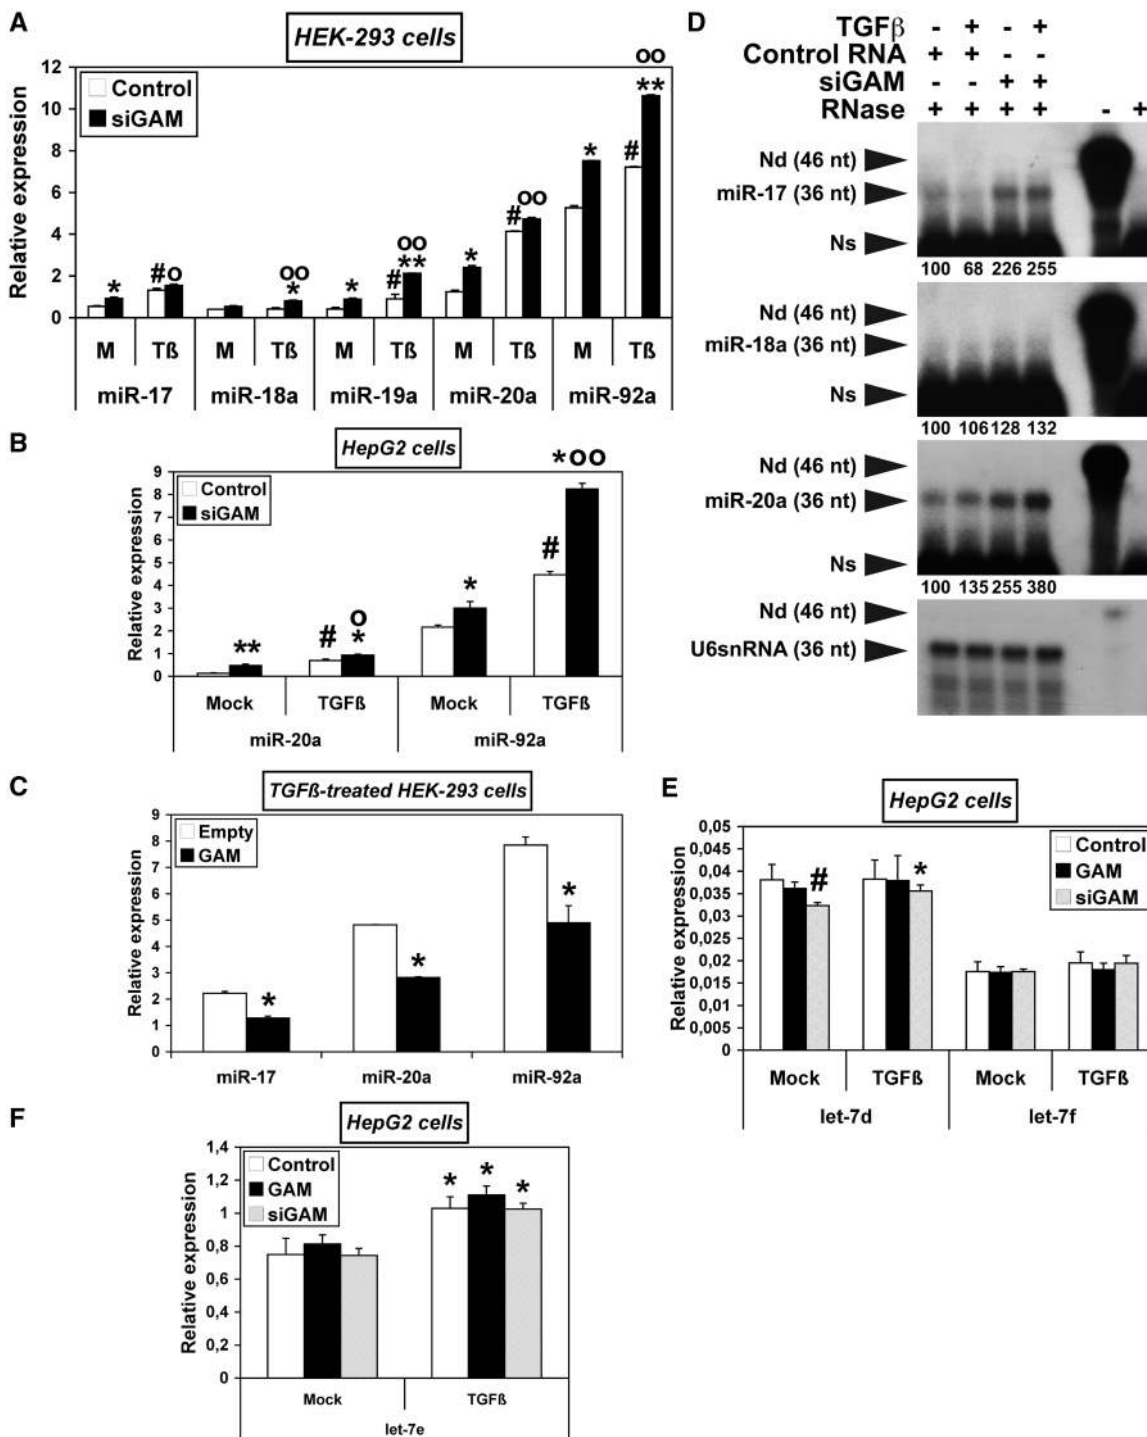 A
HEK-293 cells
Control
siGAM
Relative expression
12
10
8
6
4
2
0
* # o oo * * # oo ** * # oo * # oo **
M Tß M Tß M Tß M Tß M Tß
miR-17 miR-18a miR-19a miR-20a miR-92a
B
HepG2 cells
Control
siGAM
Relative expression
9
8
7
6
5
4
3
2
1
0
** # o * * # *oo
Mock TGFß Mock TGFß
miR-20a miR-92a
C
TGFß-treated HEK-293 cells
Empty
GAM
Relative expression
9
8
7
6
5
4
3
2
1
0
* * *
miR-17 miR-20a miR-92a
D
TGFβ - + - +
Control RNA + + - -
siGAM - - + +
RNase + + + + - +
Nd (46 nt)
miR-17 (36 nt)
Ns
100 68 226 255
Nd (46 nt)
miR-18a (36 nt)
Ns
100 106 128 132
Nd (46 nt)
miR-20a (36 nt)
Ns
100 135 255 380
Nd (46 nt)
U6snRNA (36 nt)
E
HepG2 cells
Control
GAM
siGAM
Relative expression
0,05
0,045
0,04
0,035
0,03
0,025
0,02
0,015
0,01
0,005
0
# *
Mock TGFß Mock TGFß
let-7d let-7f
F
HepG2 cells
Control
GAM
siGAM
Relative expression
1,4
1,2
1
0,8
0,6
0,4
0,2
0
* * *
Mock TGFß
let-7e